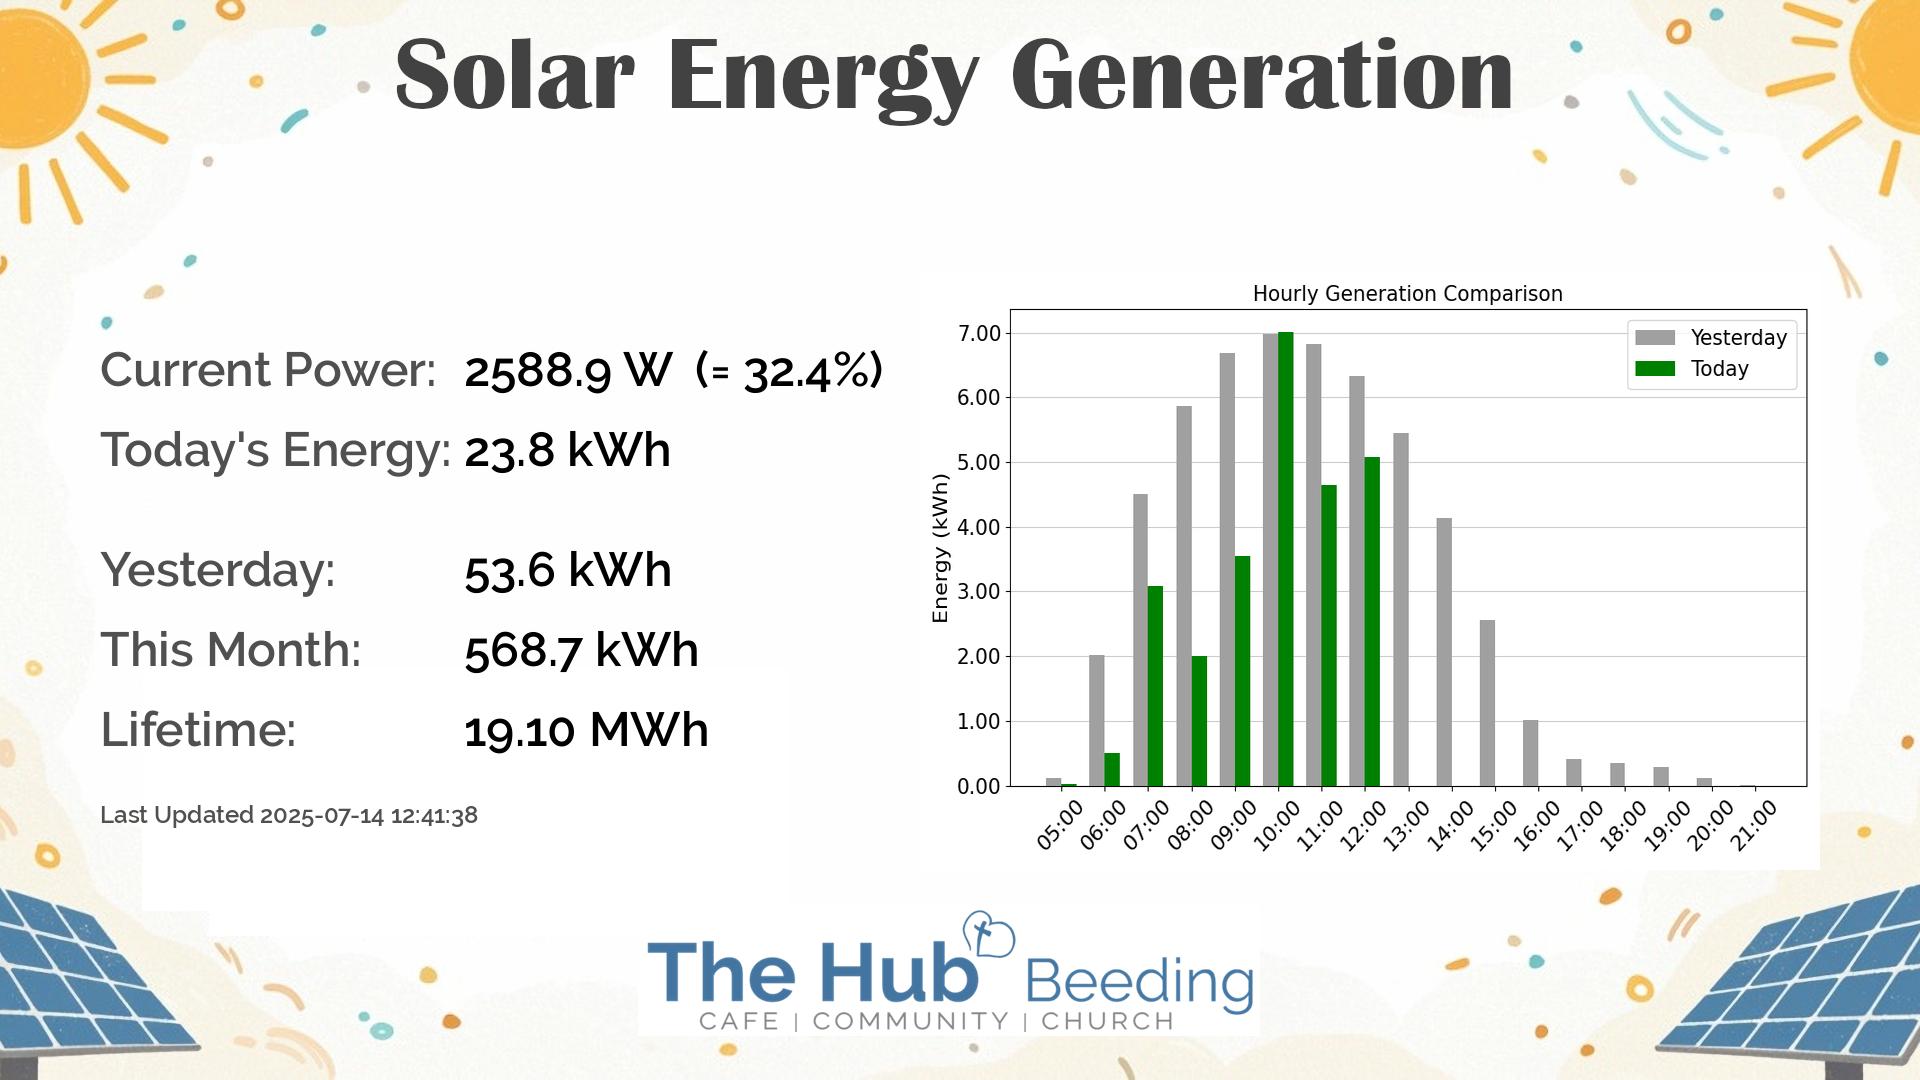 Solar Energy Generation
Current Power: 2588.9 W (= 32.4%)
Today's Energy: 23.8 kWh
Yesterday: 53.6 kWh
This Month: 568.7 kWh
Lifetime: 19.10 MWh
Last Updated 2025-07-14 12:41:38
Hourly Generation Comparison
Yesterday
Today
Energy (kWh)
7.00
6.00
5.00
4.00
3.00
2.00
1.00
0.00
05:00 06:00 07:00 08:00 09:00 10:00 11:00 12:00 13:00 14:00 15:00 16:00 17:00 18:00 19:00 20:00 21:00
The Hub Beeding
CAFE | COMMUNITY | CHURCH